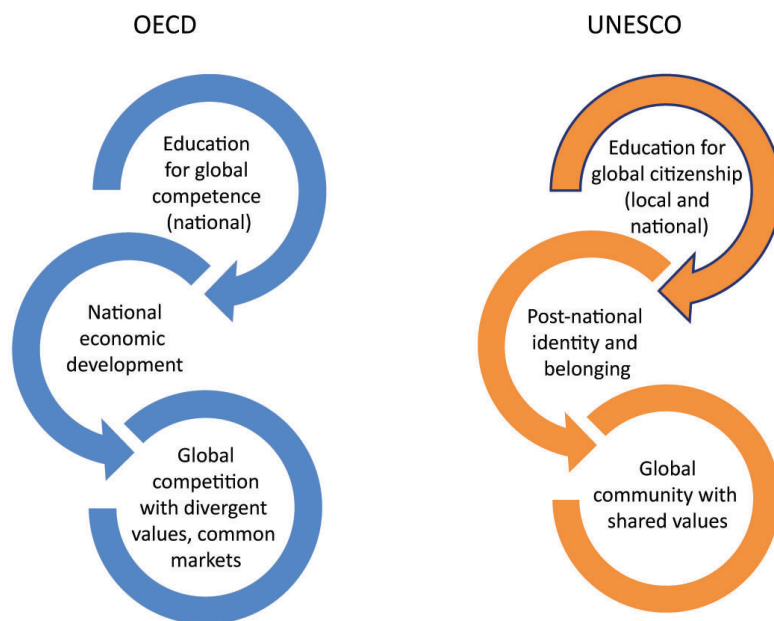 OECD
Education
for global
competence
(national)
National
economic
development
Global
competition
with divergent
values, common
markets
UNESCO
Education for
global citizenship
(local and
national)
Post-national
identity and
belonging
Global
community with
shared values